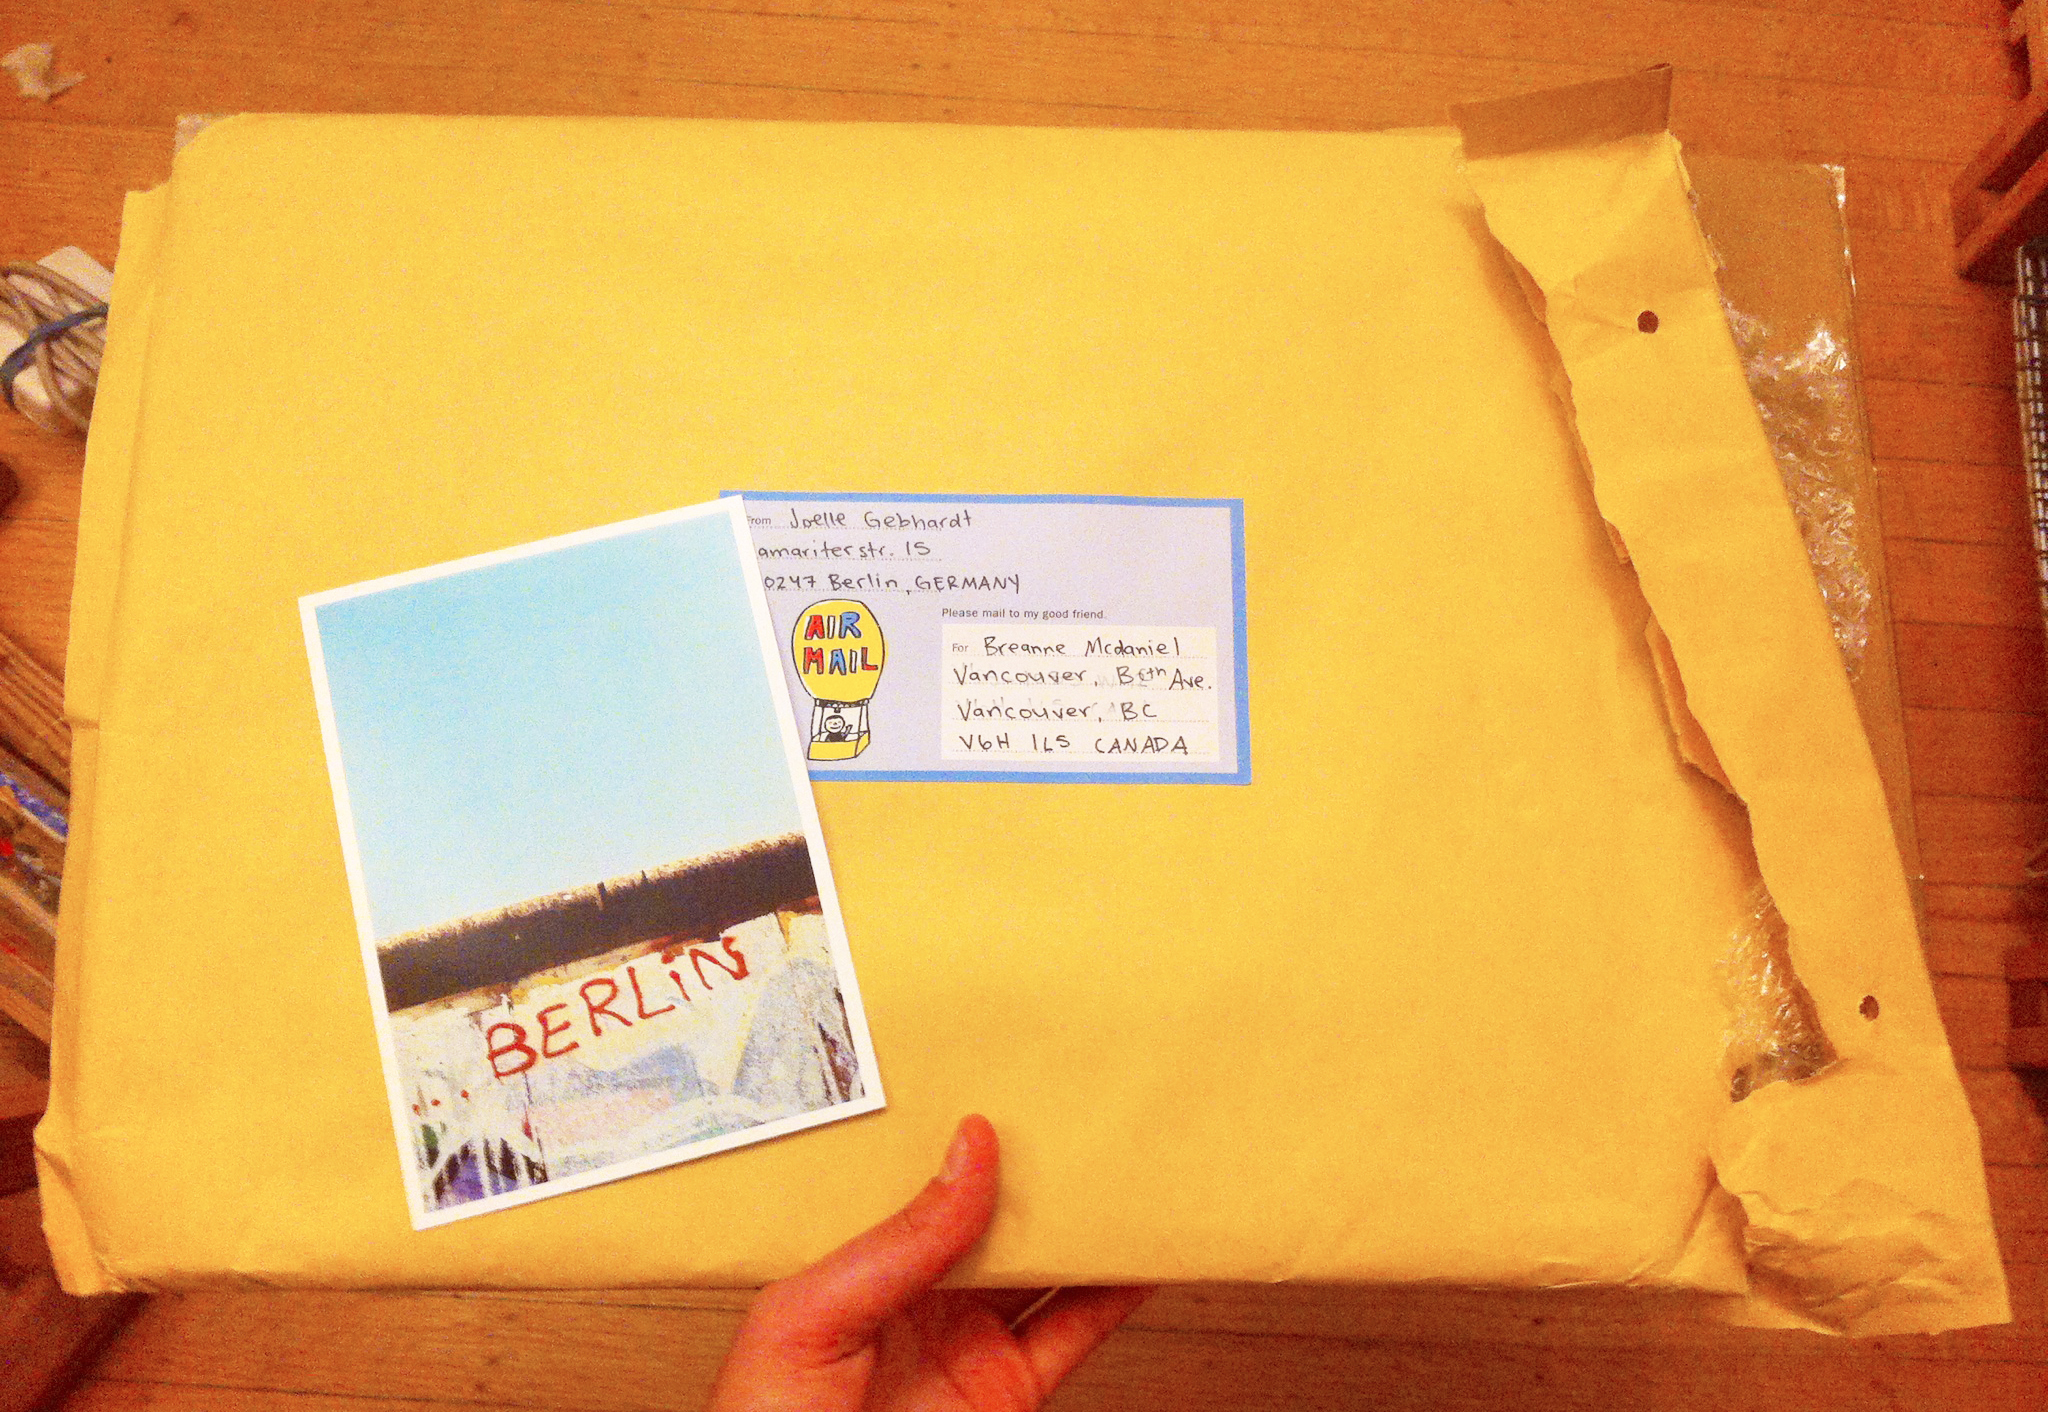 From Joelle Gebhardt
amariterstr. 15
0247 Berlin, GERMANY
AIR
MAIL
Please mail to my good friend.
For Breanne Mcdaniel
Vancouver, B6th Ave.
Vancouver, BC
V6H 1L5 CANADA
BERLiN